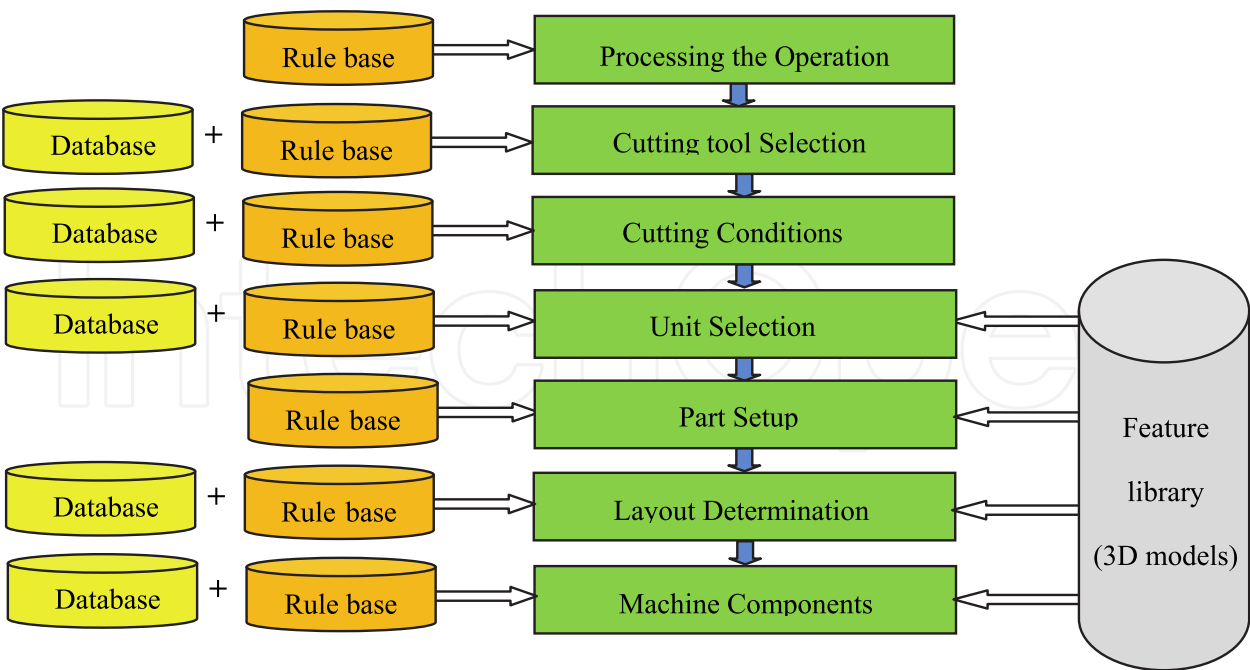 Rule base
Processing the Operation
Database + Rule base
Cutting tool Selection
Database + Rule base
Cutting Conditions
Database + Rule base
Unit Selection
Rule base
Part Setup
Database + Rule base
Layout Determination
Database + Rule base
Machine Components
Feature
library
(3D models)